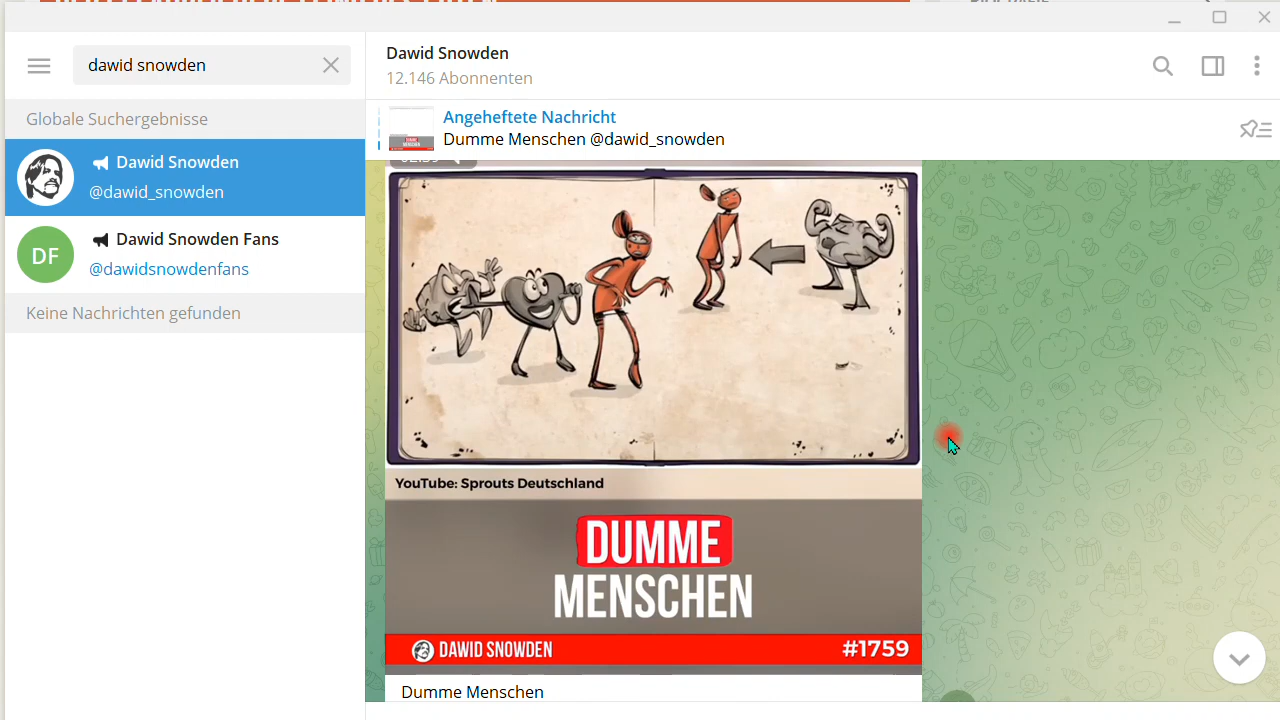 dawid snowden
Globale Suchergebnisse
Dawid Snowden
@dawid_snowden
DF
Dawid Snowden Fans
@dawidsnowdenfans
Keine Nachrichten gefunden
Dawid Snowden
12.146 Abonnenten
Angeheftete Nachricht
Dumme Menschen @dawid_snowden
YouTube: Sprouts Deutschland
DUMME
MENSCHEN
DAWID SNOWDEN
#1759
Dumme Menschen